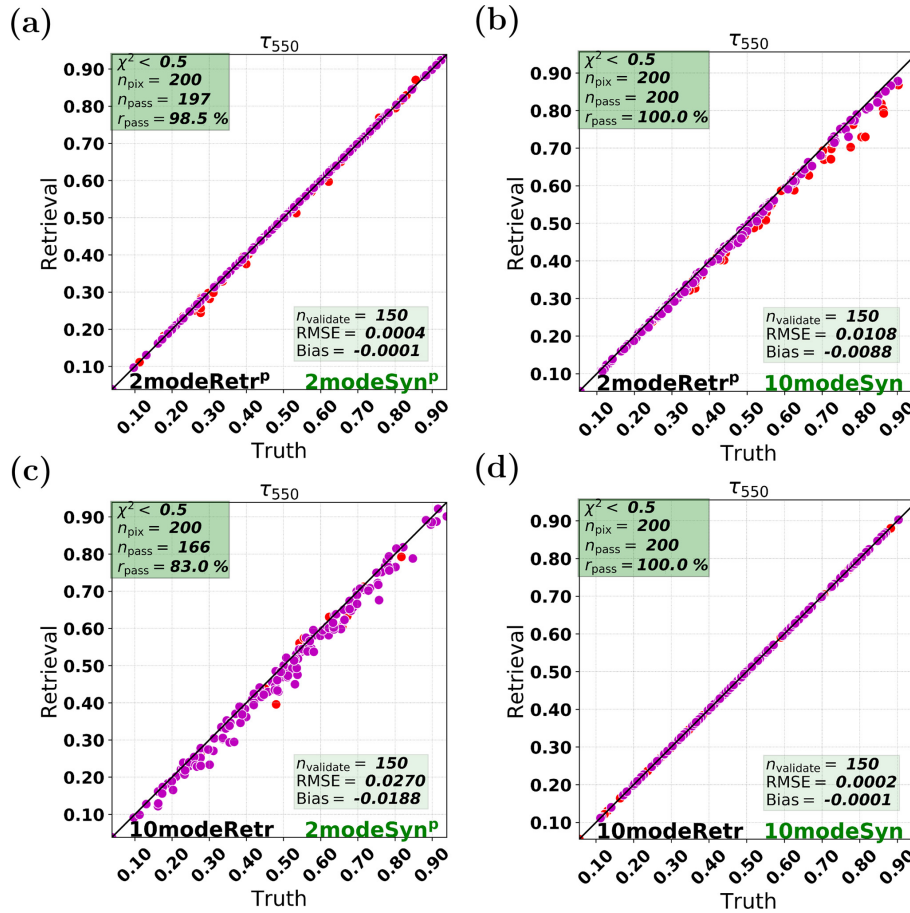 (a)
τ550
χ² < 0.5
npix = 200
npass = 197
rpass = 98.5 %
0.90
0.80
0.70
0.60
0.50
0.40
0.30
0.20
0.10
Retrieval
nvalidate = 150
RMSE = 0.0004
Bias = -0.0001
2modeRetrᵖ 2modeSynᵖ
0.10 0.20 0.30 0.40 0.50 0.60 0.70 0.80 0.90
Truth
(b)
τ550
χ² < 0.5
npix = 200
npass = 200
rpass = 100.0 %
0.90
0.80
0.70
0.60
0.50
0.40
0.30
0.20
0.10
Retrieval
nvalidate = 150
RMSE = 0.0108
Bias = -0.0088
2modeRetrᵖ 10modeSyn
0.10 0.20 0.30 0.40 0.50 0.60 0.70 0.80 0.90
Truth
(c)
τ550
χ² < 0.5
npix = 200
npass = 166
rpass = 83.0 %
0.90
0.80
0.70
0.60
0.50
0.40
0.30
0.20
0.10
Retrieval
nvalidate = 150
RMSE = 0.0270
Bias = -0.0188
10modeRetr 2modeSynᵖ
0.10 0.20 0.30 0.40 0.50 0.60 0.70 0.80 0.90
Truth
(d)
τ550
χ² < 0.5
npix = 200
npass = 200
rpass = 100.0 %
0.90
0.80
0.70
0.60
0.50
0.40
0.30
0.20
0.10
Retrieval
nvalidate = 150
RMSE = 0.0002
Bias = -0.0001
10modeRetr 10modeSyn
0.10 0.20 0.30 0.40 0.50 0.60 0.70 0.80 0.90
Truth